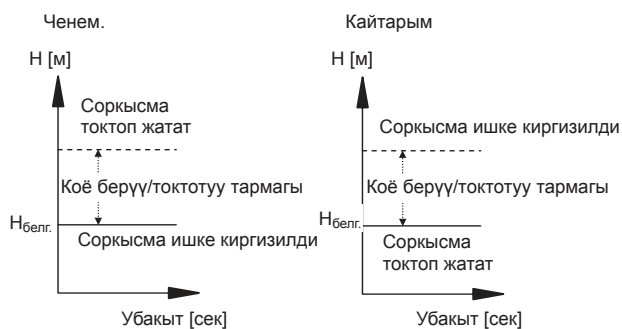 Ченем.
H [м]
Соркысма
токтоп жатат
Коё берүү/токтотуу тармагы
Hбелг.
Соркысма ишке киргизилди
Убакыт [сек]
Кайтарым
H [м]
Соркысма ишке киргизилди
Коё берүү/токтотуу тармагы
Hбелг.
Соркысма
токтоп жатат
Убакыт [сек]